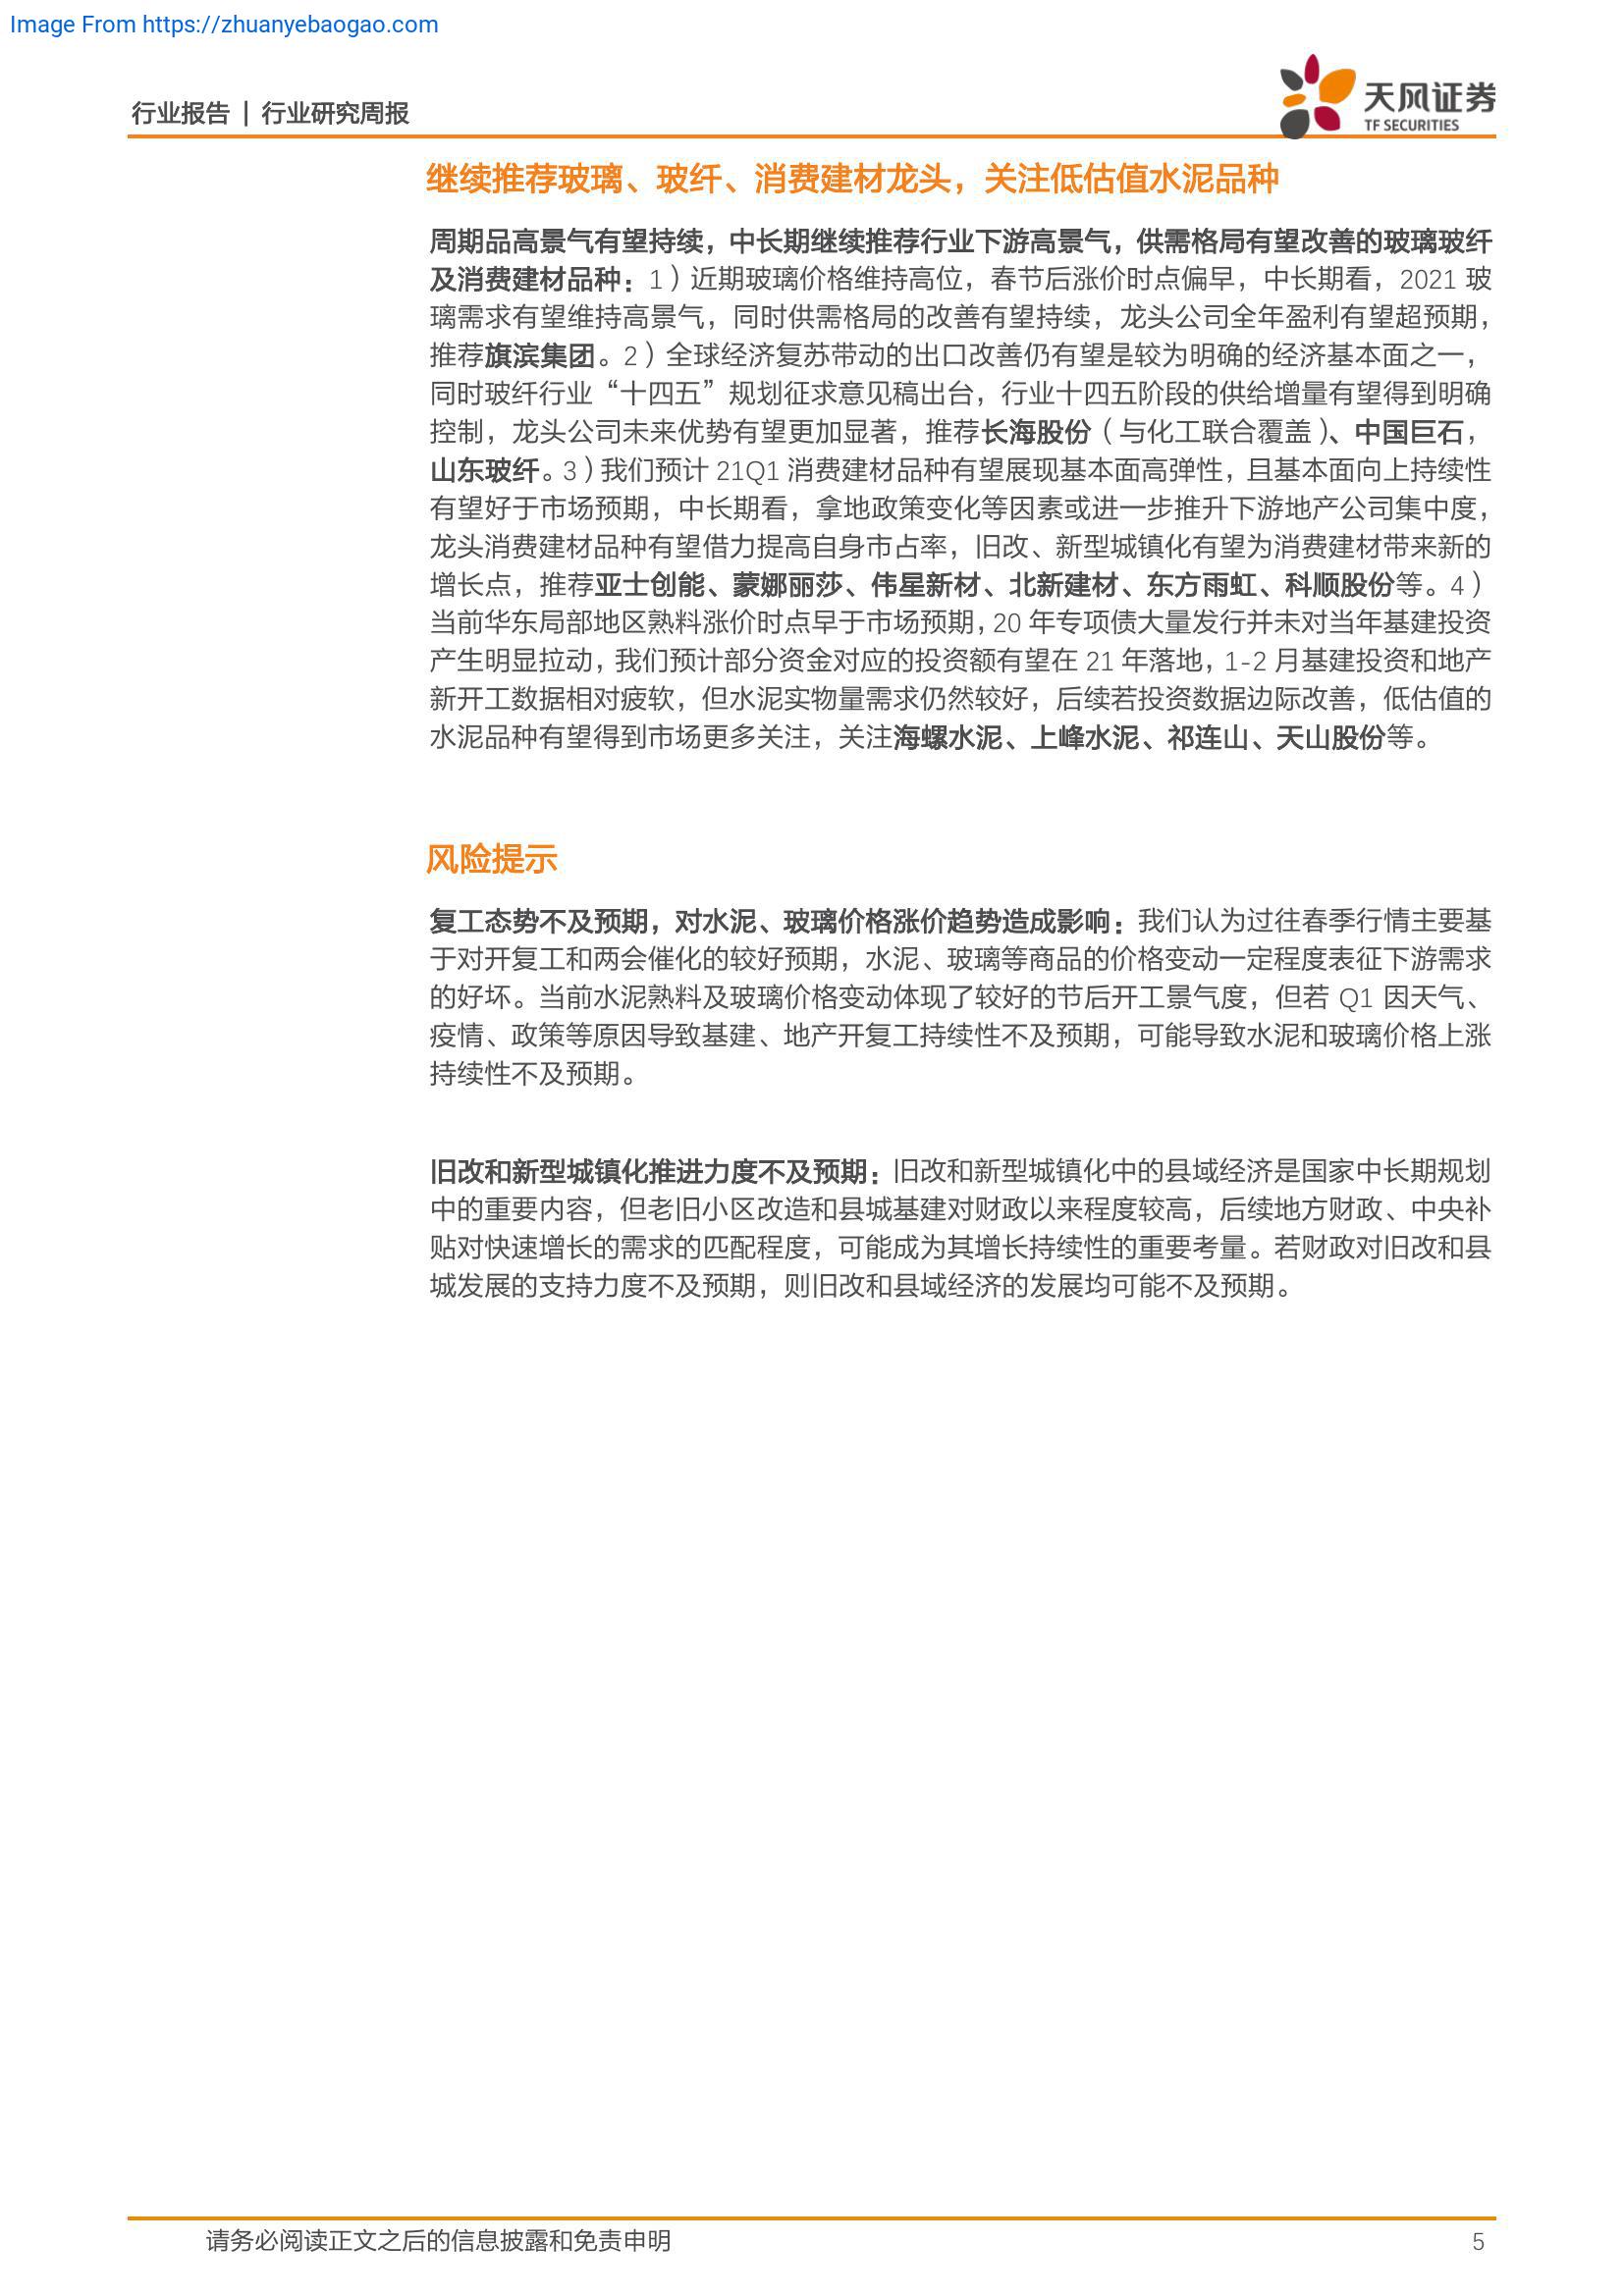 Image From https://zhuanyebaogao.com
行业报告 | 行业研究周报
天风证券
TF SECURITIES
继续推荐玻璃、玻纤、消费建材龙头，关注低估值水泥品种
周期品高景气有望持续，中长期继续推荐行业下游高景气，供需格局有望改善的玻璃玻纤
及消费建材品种：1）近期玻璃价格维持高位，春节后涨价时点偏早，中长期看，2021 玻
璃需求有望维持高景气，同时供需格局的改善有望持续，龙头公司全年盈利有望超预期，
推荐旗滨集团。2）全球经济复苏带动的出口改善仍有望是较为明确的经济基本面之一，
同时玻纤行业“十四五”规划征求意见稿出台，行业十四五阶段的供给增量有望得到明确
控制，龙头公司未来优势有望更加显著，推荐长海股份（与化工联合覆盖）、中国巨石，
山东玻纤。3）我们预计 21Q1 消费建材品种有望展现基本面高弹性，且基本面向上持续性
有望好于市场预期，中长期看，拿地政策变化等因素或进一步推升下游地产公司集中度，
龙头消费建材品种有望借力提高自身市占率，旧改、新型城镇化有望为消费建材带来新的
增长点，推荐亚士创能、蒙娜丽莎、伟星新材、北新建材、东方雨虹、科顺股份等。4）
当前华东局部地区熟料涨价时点早于市场预期，20 年专项债大量发行并未对当年基建投资
产生明显拉动，我们预计部分资金对应的投资额有望在 21 年落地，1-2 月基建投资和地产
新开工数据相对疲软，但水泥实物量需求仍然较好，后续若投资数据边际改善，低估值的
水泥品种有望得到市场更多关注，关注海螺水泥、上峰水泥、祁连山、天山股份等。
风险提示
复工态势不及预期，对水泥、玻璃价格涨价趋势造成影响：我们认为过往春季行情主要基
于对开复工和两会催化的较好预期，水泥、玻璃等商品的价格变动一定程度表征下游需求
的好坏。当前水泥熟料及玻璃价格变动体现了较好的节后开工景气度，但若 Q1 因天气、
疫情、政策等原因导致基建、地产开复工持续性不及预期，可能导致水泥和玻璃价格上涨
持续性不及预期。
旧改和新型城镇化推进力度不及预期：旧改和新型城镇化中的县域经济是国家中长期规划
中的重要内容，但老旧小区改造和县城基建对财政以来程度较高，后续地方财政、中央补
贴对快速增长的需求的匹配程度，可能成为其增长持续性的重要考量。若财政对旧改和县
城发展的支持力度不及预期，则旧改和县域经济的发展均可能不及预期。
请务必阅读正文之后的信息披露和免责申明
5